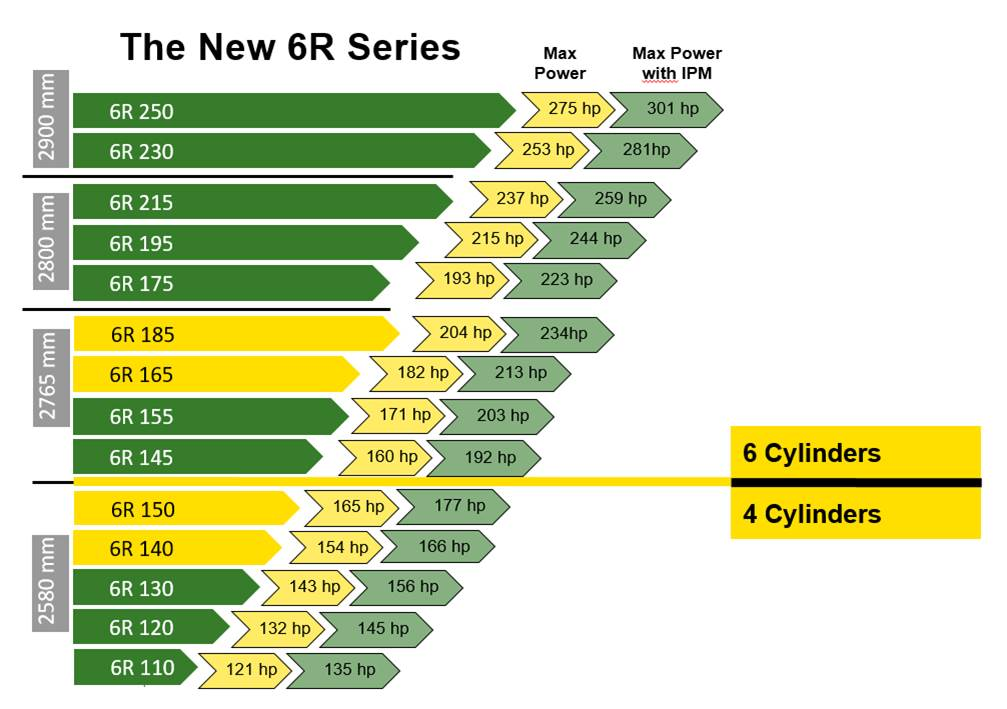 The New 6R Series
Max
Power
Max Power
with IPM
2900 mm
6R 250
275 hp
301 hp
6R 230
253 hp
281hp
2800 mm
6R 215
237 hp
259 hp
6R 195
215 hp
244 hp
6R 175
193 hp
223 hp
2765 mm
6R 185
204 hp
234hp
6R 165
182 hp
213 hp
6R 155
171 hp
203 hp
6R 145
160 hp
192 hp
6 Cylinders
4 Cylinders
2580 mm
6R 150
165 hp
177 hp
6R 140
154 hp
166 hp
6R 130
143 hp
156 hp
6R 120
132 hp
145 hp
6R 110
121 hp
135 hp